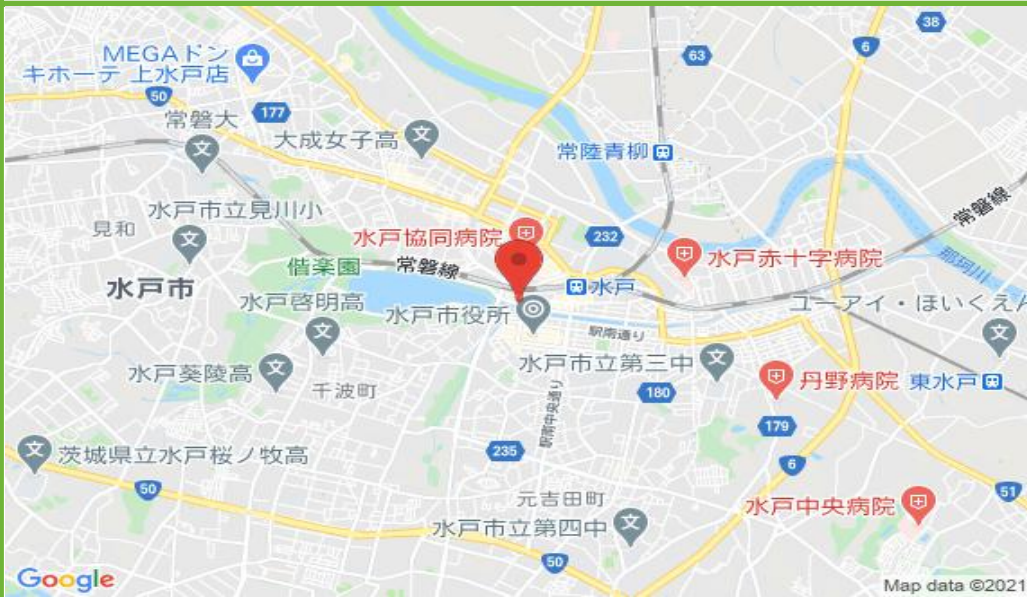 38
6
63
MEGAドン
キホーテ 上水戸店
50
177
常磐大
大成女子高
常陸青柳
常磐線
水戸市立見川小
見和
水戸協同病院
232
水戸赤十字病院
那珂川
偕楽園
常磐線
水戸市
水戸
水戸啓明高
水戸市役所
ユーアイ・ほいくえん
駅南通り
水戸市立第三中
水戸葵陵高
丹野病院
東水戸
千波町
180
駅南中央通り
179
235
茨城県立水戸桜ノ牧高
6
50
51
元吉田町
水戸中央病院
水戸市立第四中
50
Google
Map data ©2021